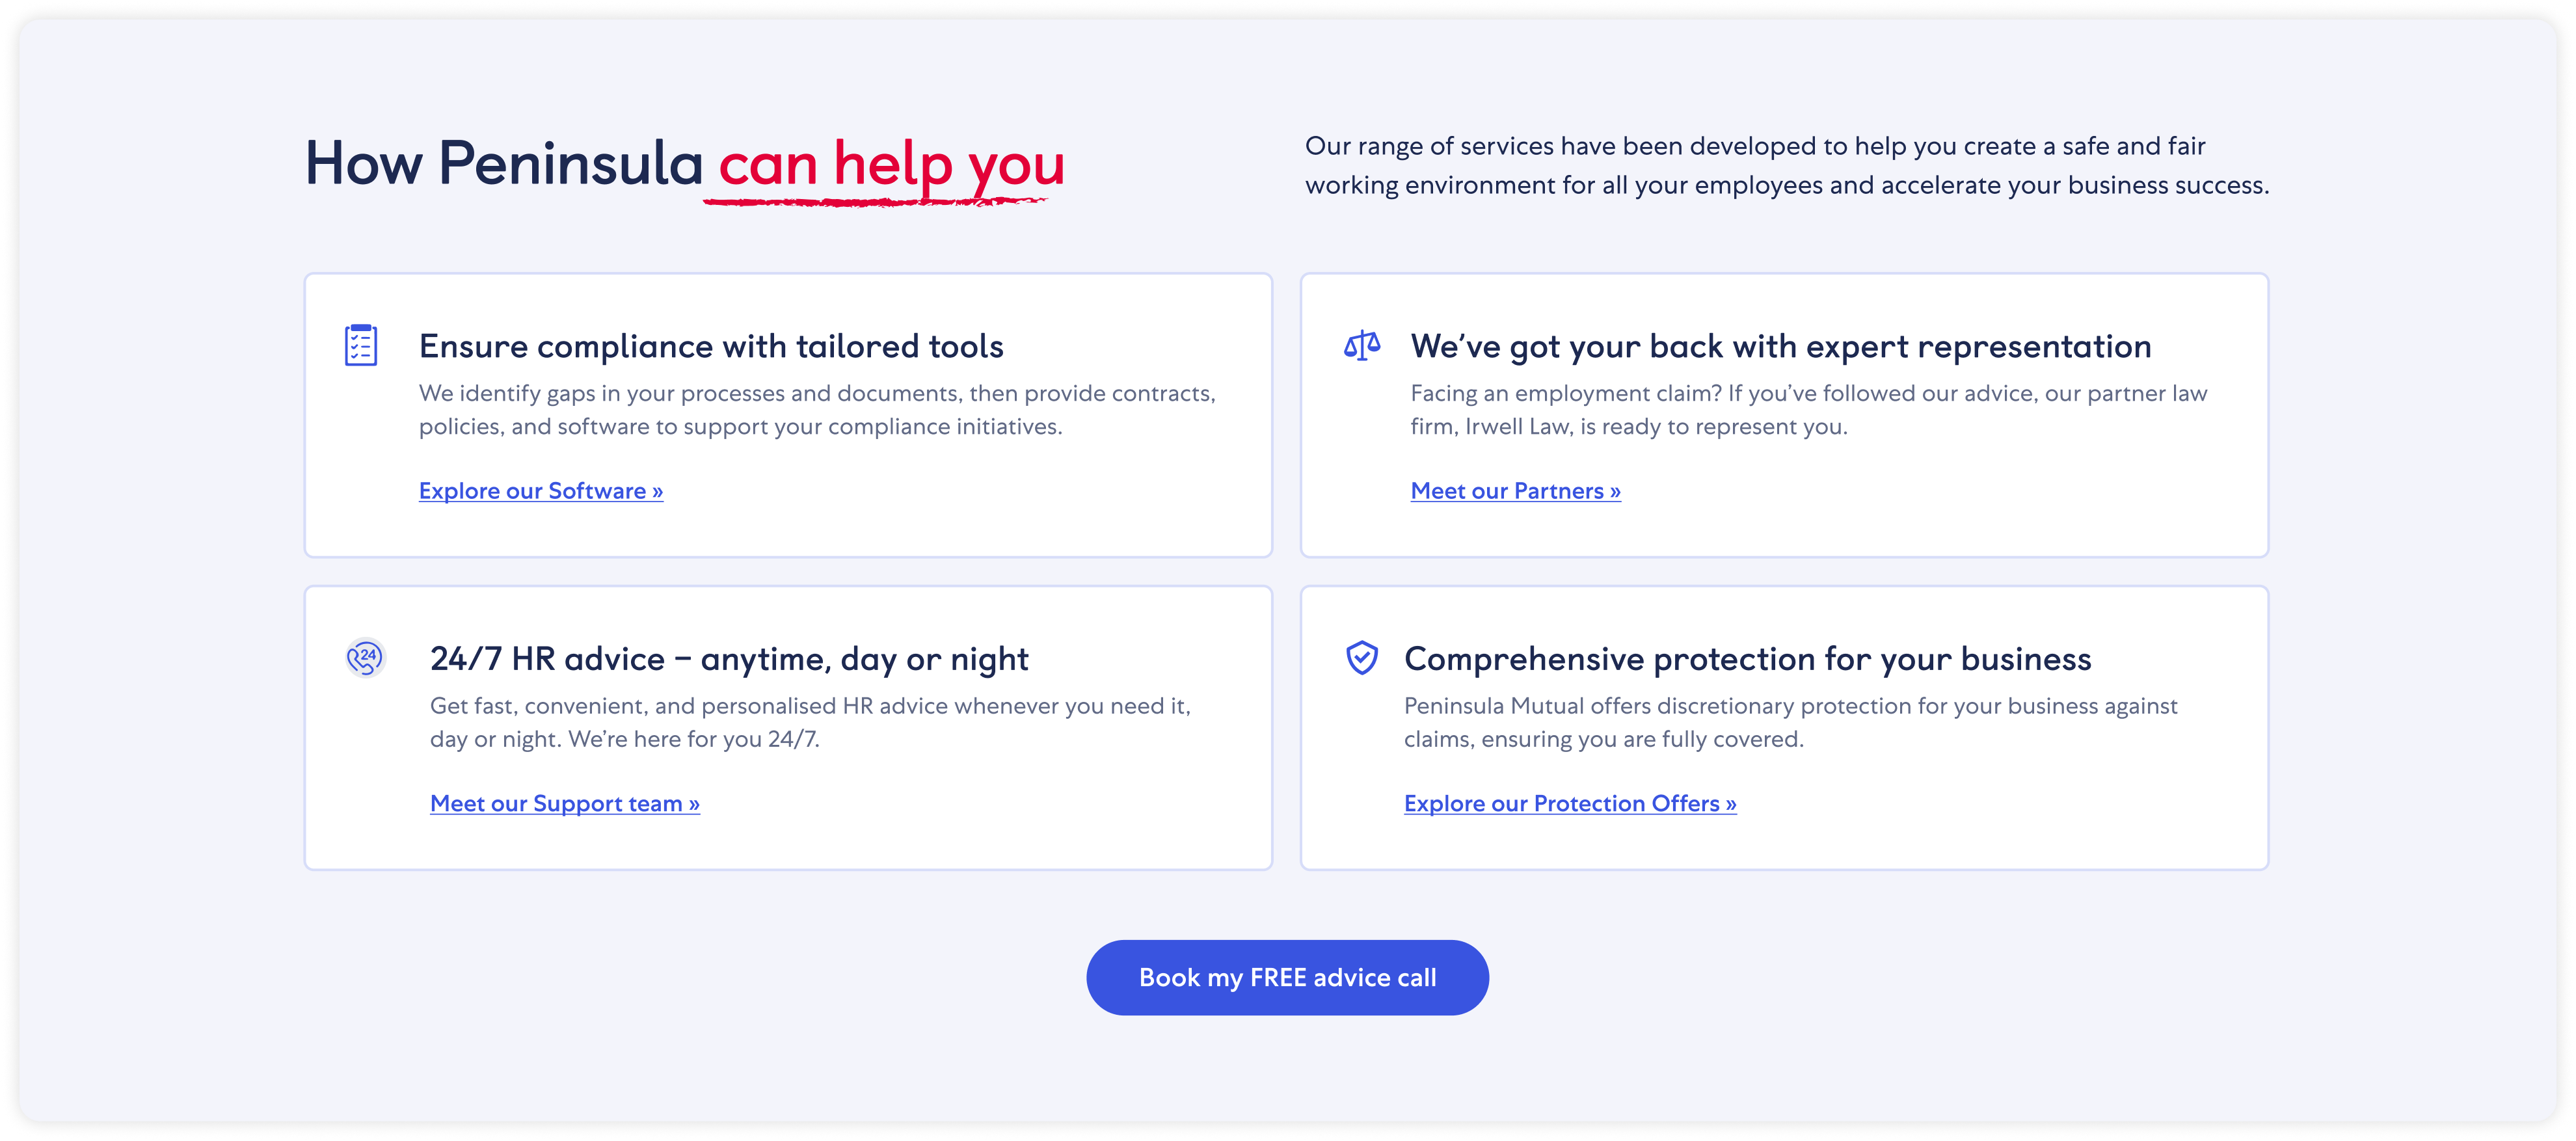 How Peninsula can help you
Our range of services have been developed to help you create a safe and fair
working environment for all your employees and accelerate your business success.
Ensure compliance with tailored tools
We identify gaps in your processes and documents, then provide contracts,
policies, and software to support your compliance initiatives.
Explore our Software »
We’ve got your back with expert representation
Facing an employment claim? If you’ve followed our advice, our partner law
firm, Irwell Law, is ready to represent you.
Meet our Partners »
24
24/7 HR advice – anytime, day or night
Get fast, convenient, and personalised HR advice whenever you need it,
day or night. We’re here for you 24/7.
Meet our Support team »
Comprehensive protection for your business
Peninsula Mutual offers discretionary protection for your business against
claims, ensuring you are fully covered.
Explore our Protection Offers »
Book my FREE advice call